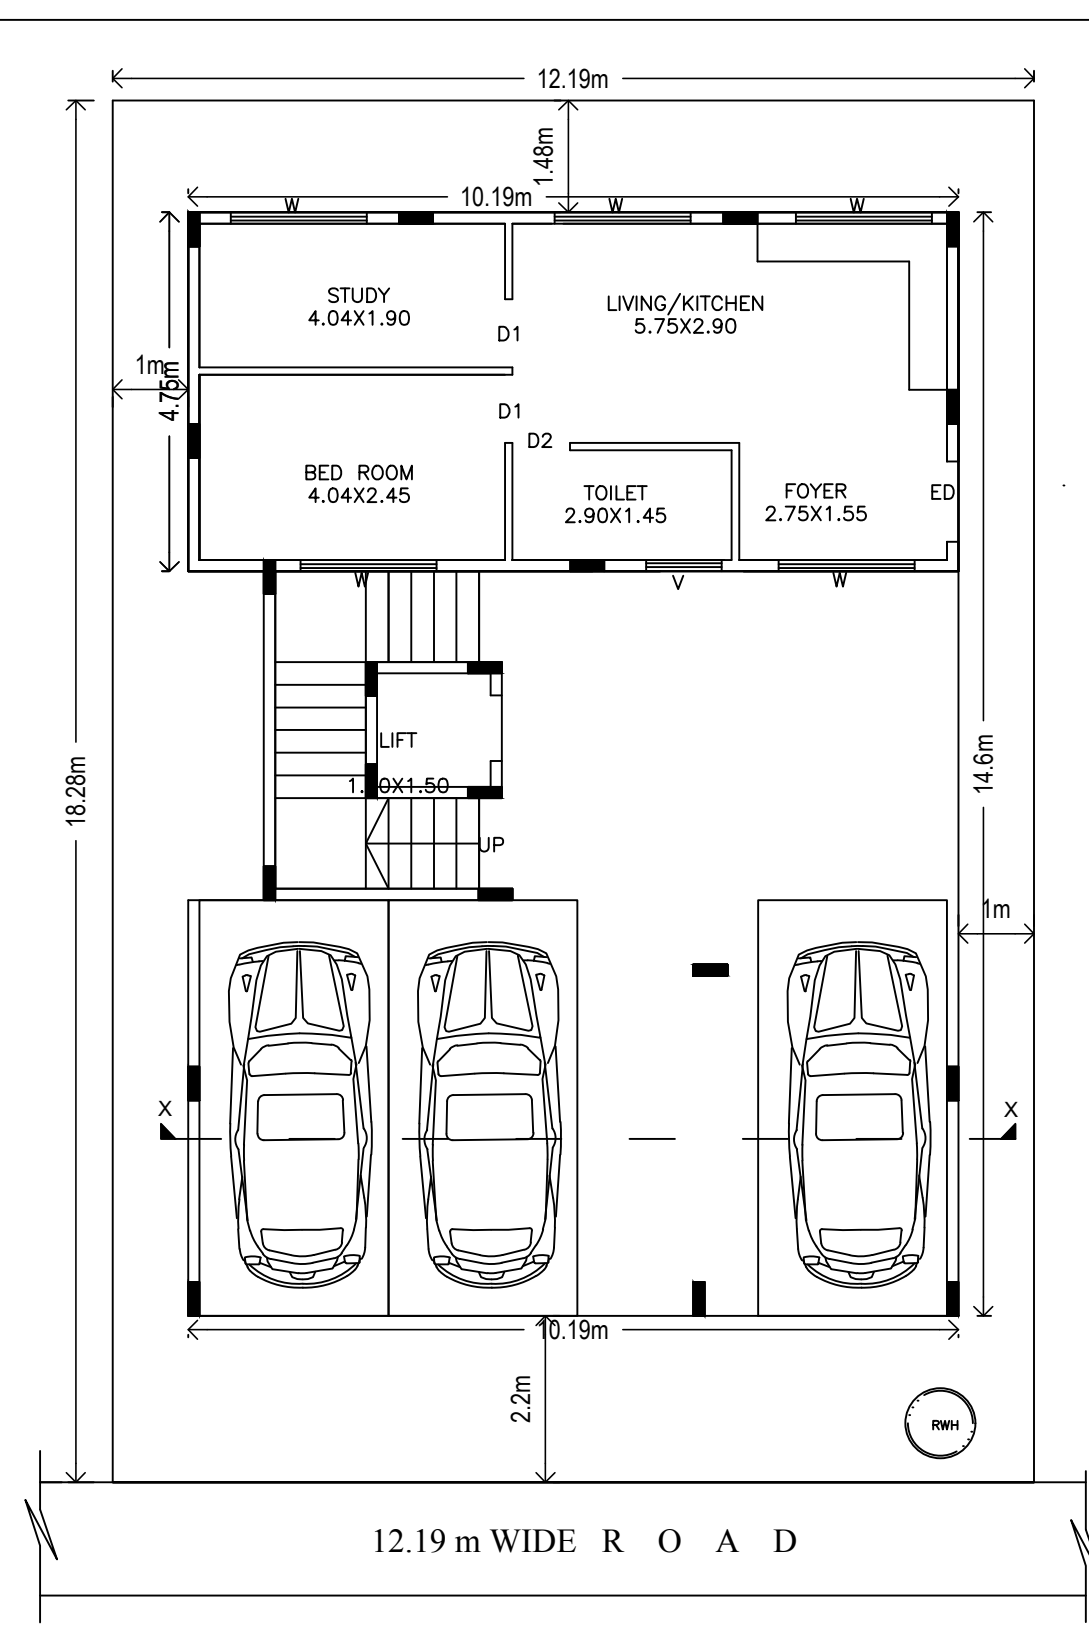 12.19m
1.48m
10.19m
W
W
W
STUDY
4.04X1.90
LIVING/KITCHEN
5.75X2.90
D1
1m
4.75m
D1
D2
BED ROOM
4.04X2.45
TOILET
2.90X1.45
FOYER
2.75X1.55
ED
W
V
W
LIFT
X1.50
18.28m
14.6m
UP
1m
X
X
10.19m
2.2m
RWH
12.19 m WIDE R O A D